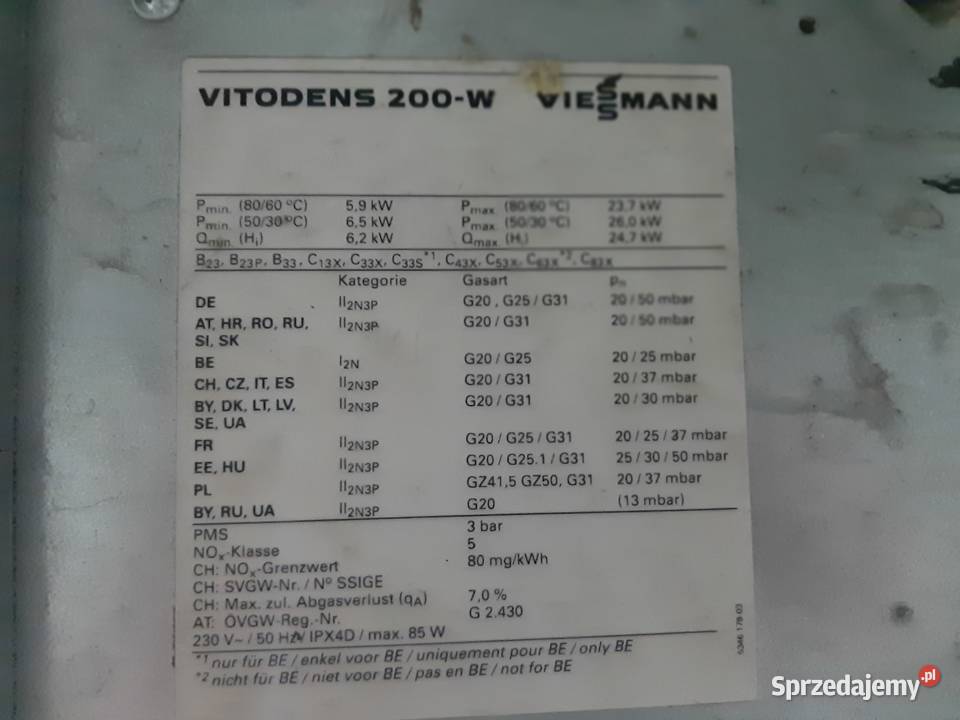 VITODENS 200-W VIESSMANN
Pmin. (80/60 ºC) 5,9 kW Pmax. (80/60 ºC) 23,7 kW
Pmin. (50/30 ºC) 6,5 kW Pmax. (50/30 ºC) 26,0 kW
Qmin. (Hi) 6,2 kW Qmax. (Hi) 24,7 kW
B23, B23P, B33, C13X, C33X, C33S*1, C43X, C53X, C63X*2, C83X
Kategorie Gasart pn
DE II2N3P G20, G25 / G31 20 / 50 mbar
AT, HR, RO, RU, II2N3P G20 / G31 20 / 50 mbar
SI, SK
BE I2N G20 / G25 20 / 25 mbar
CH, CZ, IT, ES II2N3P G20 / G31 20 / 37 mbar
BY, DK, LT, LV, II2N3P G20 / G31 20 / 30 mbar
SE, UA
FR II2N3P G20 / G25 / G31 20 / 25 / 37 mbar
EE, HU II2N3P G20 / G25.1 / G31 25 / 30 / 50 mbar
PL II2N3P GZ41,5 GZ50, G31 20 / 37 mbar
BY, RU, UA II2N3P G20 (13 mbar)
PMS 3 bar
NOx-Klasse 5
CH: NOx-Grenzwert 80 mg/kWh
CH: SVGW-Nr. / Nº SSIGE
CH: Max. zul. Abgasverlust (qA) 7,0 %
AT: ÖVGW-Reg.-Nr. G 2.430
230 V~ / 50 Hz / IPX4D / max. 85 W
*1 nur für BE / enkel voor BE / uniquement pour BE / only BE
*2 nicht für BE / niet voor BE / pas en BE / not for BE
Sprzedajemy.pl